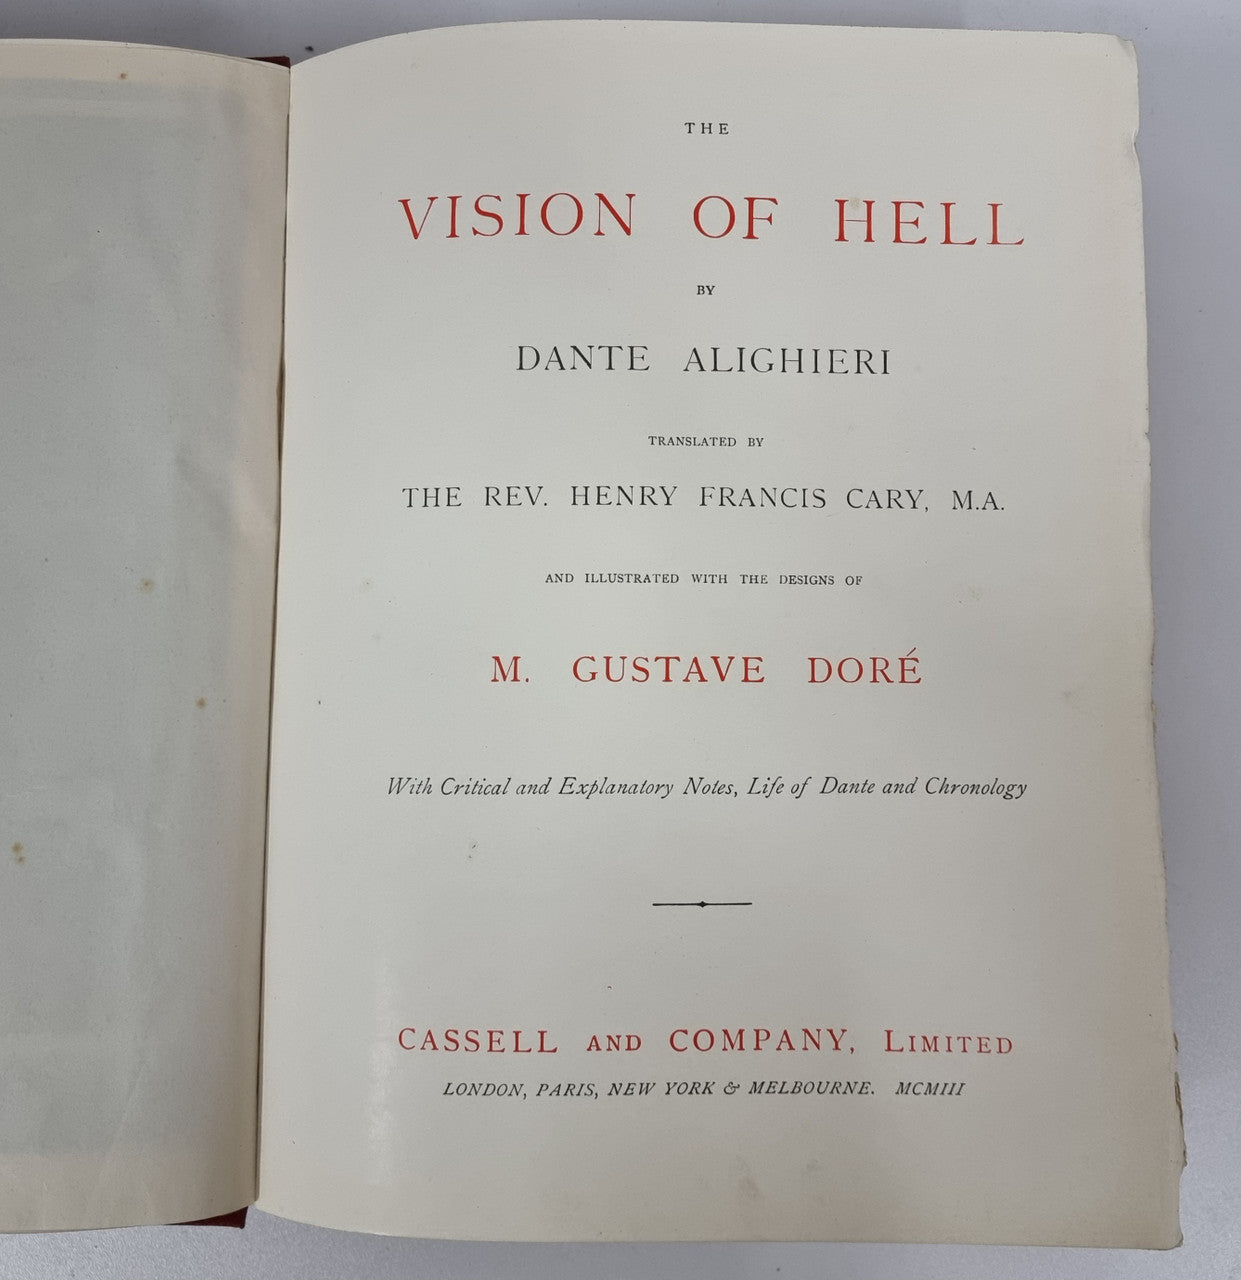 THE
VISION OF HELL
BY
DANTE ALIGHIERI
TRANSLATED BY
THE REV. HENRY FRANCIS CARY, M.A.
AND ILLUSTRATED WITH THE DESIGNS OF
M. GUSTAVE DORÉ
With Critical and Explanatory Notes, Life of Dante and Chronology
CASSELL AND COMPANY, LIMITED
LONDON, PARIS, NEW YORK & MELBOURNE. MCMIII